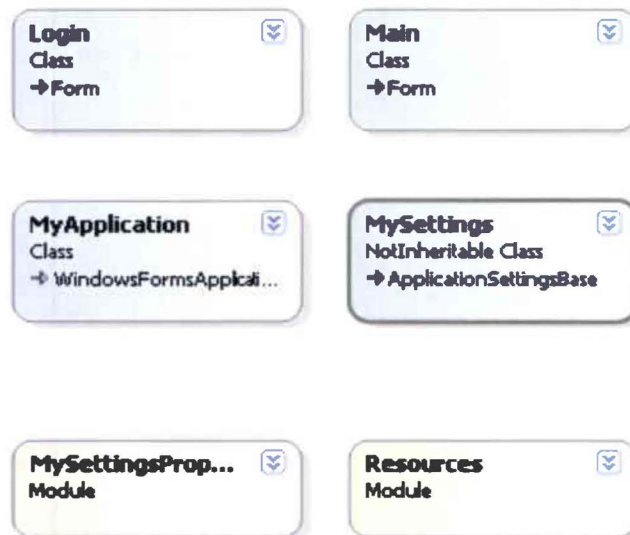 Login
Class
→Form
Main
Class
→Form
MyApplication
Class
→ WindowsFormsApplicati...
MySettings
NotInheritable Class
→ApplicationSettingsBase
MySettingsProp...
Module
Resources
Module